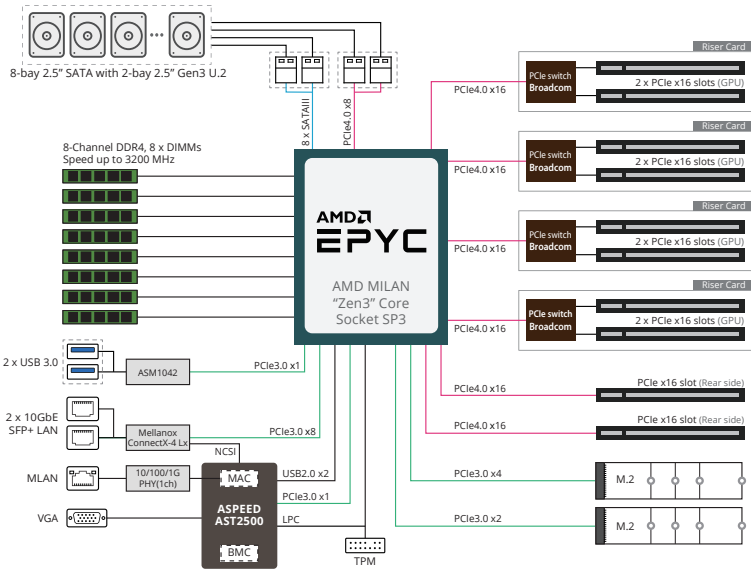 8-bay 2.5” SATA with 2-bay 2.5” Gen3 U.2
8 x SATAIII
PCIe4.0 x8
8-Channel DDR4, 8 x DIMMs
Speed up to 3200 MHz
AMD
EPYC
AMD MILAN
“Zen3” Core
Socket SP3
Riser Card
PCIe4.0 x16
PCIe switch
Broadcom
2 x PCIe x16 slots (GPU)
Riser Card
PCIe4.0 x16
PCIe switch
Broadcom
2 x PCIe x16 slots (GPU)
Riser Card
PCIe4.0 x16
PCIe switch
Broadcom
2 x PCIe x16 slots (GPU)
Riser Card
PCIe4.0 x16
PCIe switch
Broadcom
2 x PCIe x16 slots (GPU)
PCIe4.0 x16
PCIe x16 slot (Rear side)
PCIe4.0 x16
PCIe x16 slot (Rear side)
PCIe3.0 x4
M.2
PCIe3.0 x2
M.2
2 x USB 3.0
ASM1042
PCIe3.0 x1
2 x 10GbE
SFP+ LAN
Mellanox
ConnectX-4 Lx
PCIe3.0 x8
NCSI
MLAN
10/100/1G
PHY(1ch)
MAC
USB2.0 x2
PCIe3.0 x1
ASPEED
AST2500
VGA
LPC
BMC
TPM